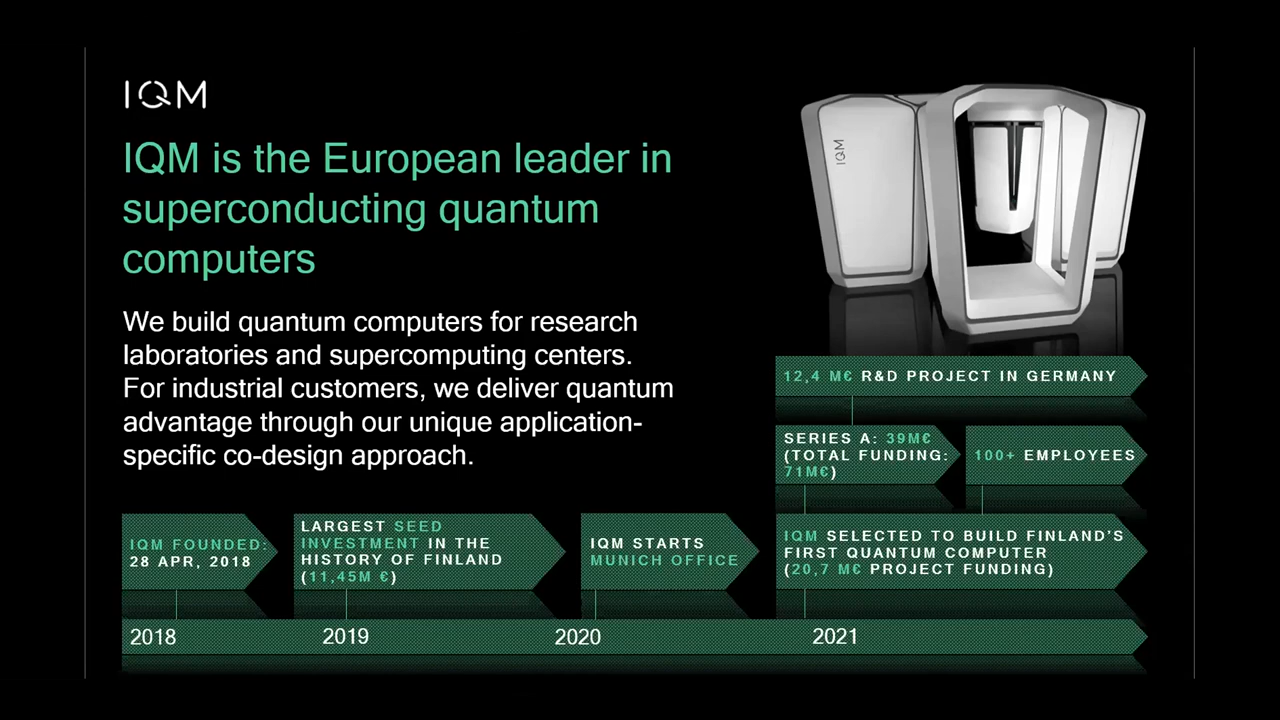 IQM
IQM is the European leader in
superconducting quantum
computers
We build quantum computers for research
laboratories and supercomputing centers.
For industrial customers, we deliver quantum
advantage through our unique application-
specific co-design approach.
IQM
12,4 M€ R&D PROJECT IN GERMANY
SERIES A: 39M€
(TOTAL FUNDING:
71M€)
100+ EMPLOYEES
IQM FOUNDED:
28 APR, 2018
LARGEST SEED
INVESTMENT IN THE
HISTORY OF FINLAND
(11,45M €)
IQM STARTS
MUNICH OFFICE
IQM SELECTED TO BUILD FINLAND'S
FIRST QUANTUM COMPUTER
(20,7 M€ PROJECT FUNDING)
2018 2019 2020 2021